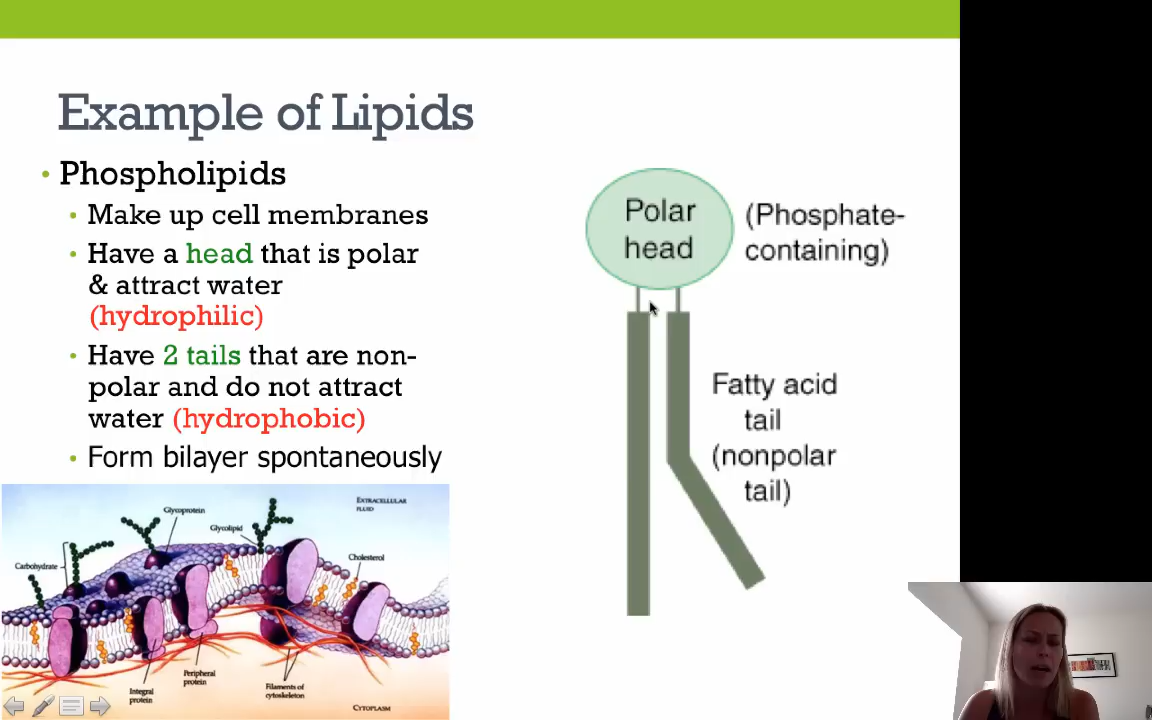 Example of Lipids
• Phospholipids
• Make up cell membranes
• Have a head that is polar
& attract water
(hydrophilic)
• Have 2 tails that are non-
polar and do not attract
water (hydrophobic)
• Form bilayer spontaneously
Polar
head
(Phosphate-
containing)
Fatty acid
tail
(nonpolar
tail)
EXTRACELLULAR
FLUID
Glycoprotein
Glycolipid
Cholesterol
Carbohydrate
Peripheral
protein
Integral
protein
Filaments of
cytoskeleton
CYTOPLASM